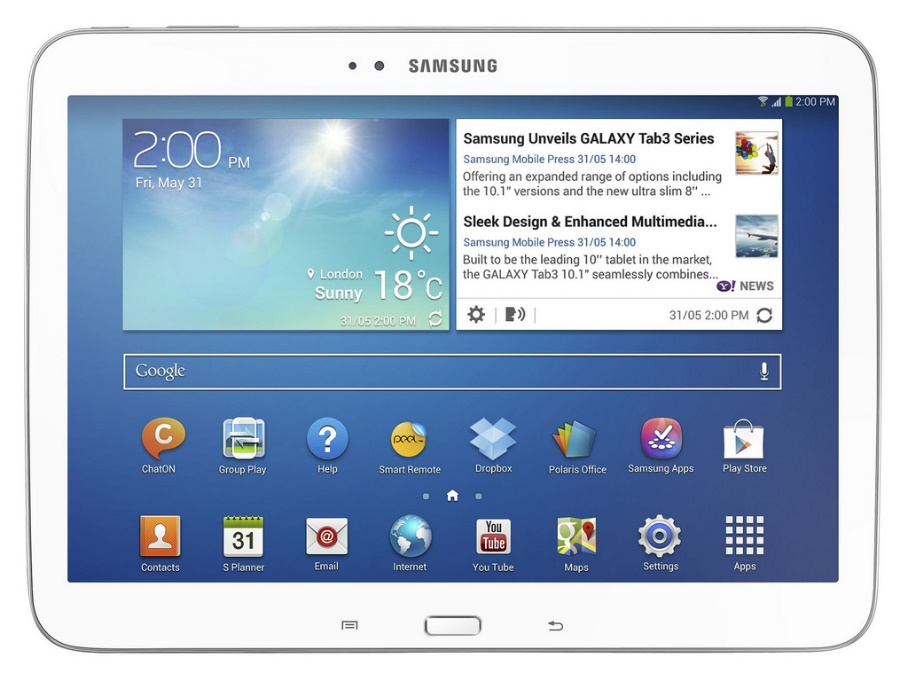 SAMSUNG
2:00 PM
2:00 PM
Fri, May 31
London
Sunny 18°C
31/05 2:00 PM
Samsung Unveils GALAXY Tab3 Series
Samsung Mobile Press 31/05 14:00
Offering an expanded range of options including
the 10.1" versions and the new ultra slim 8" ...
Sleek Design & Enhanced Multimedia...
Samsung Mobile Press 31/05 14:00
Built to be the leading 10" tablet in the market,
the GALAXY Tab3 10.1" seamlessly combines...
Y! NEWS
31/05 2:00 PM
Google
C
?
peel
ChatON Group Play Help Smart Remote Dropbox Polaris Office Samsung Apps Play Store
31
@
You
Tube
Contacts S Planner Email Internet You Tube Maps Settings Apps